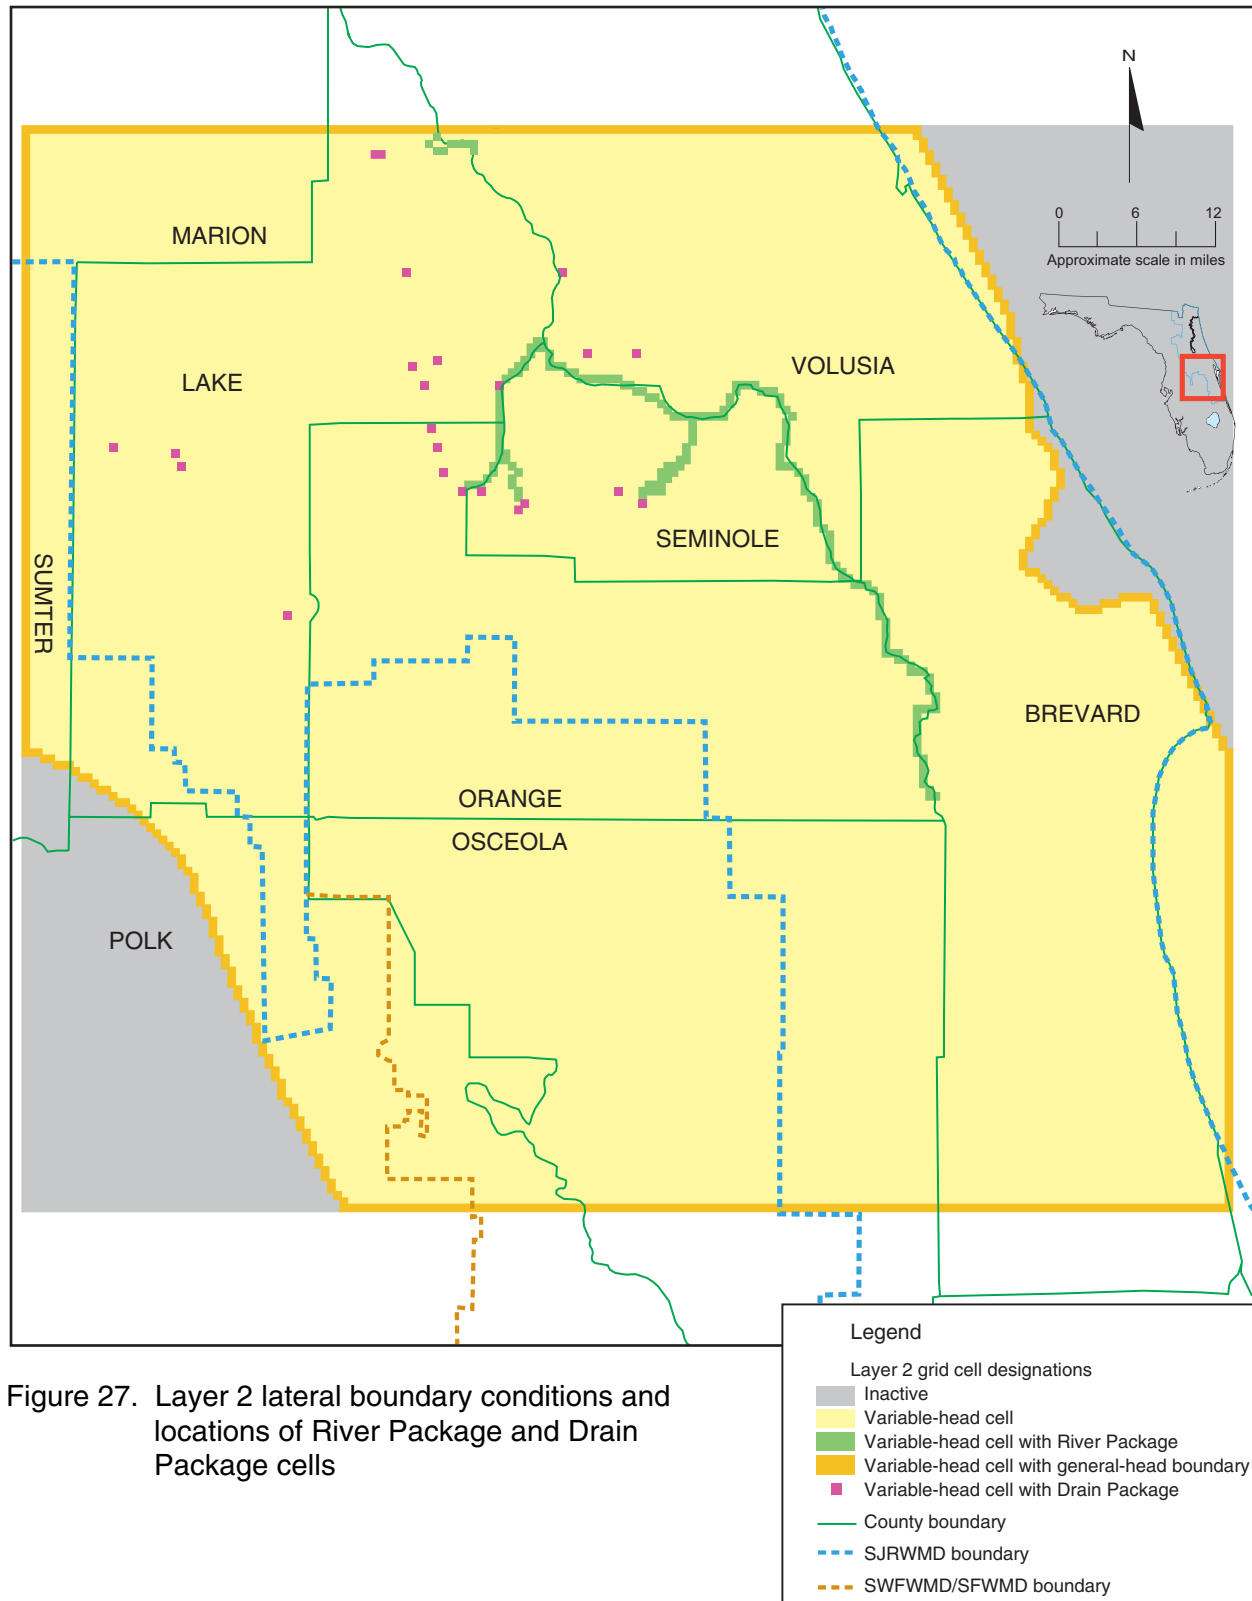 N
0 6 12
Approximate scale in miles
MARION
LAKE
VOLUSIA
SUMTER
SEMINOLE
BREVARD
ORANGE
OSCEOLA
POLK
Legend
Layer 2 grid cell designations
Inactive
Variable-head cell
Variable-head cell with River Package
Variable-head cell with general-head boundary
Variable-head cell with Drain Package
County boundary
SJRWMD boundary
SWFWMD/SFWMD boundary
Figure 27. Layer 2 lateral boundary conditions and
locations of River Package and Drain
Package cells